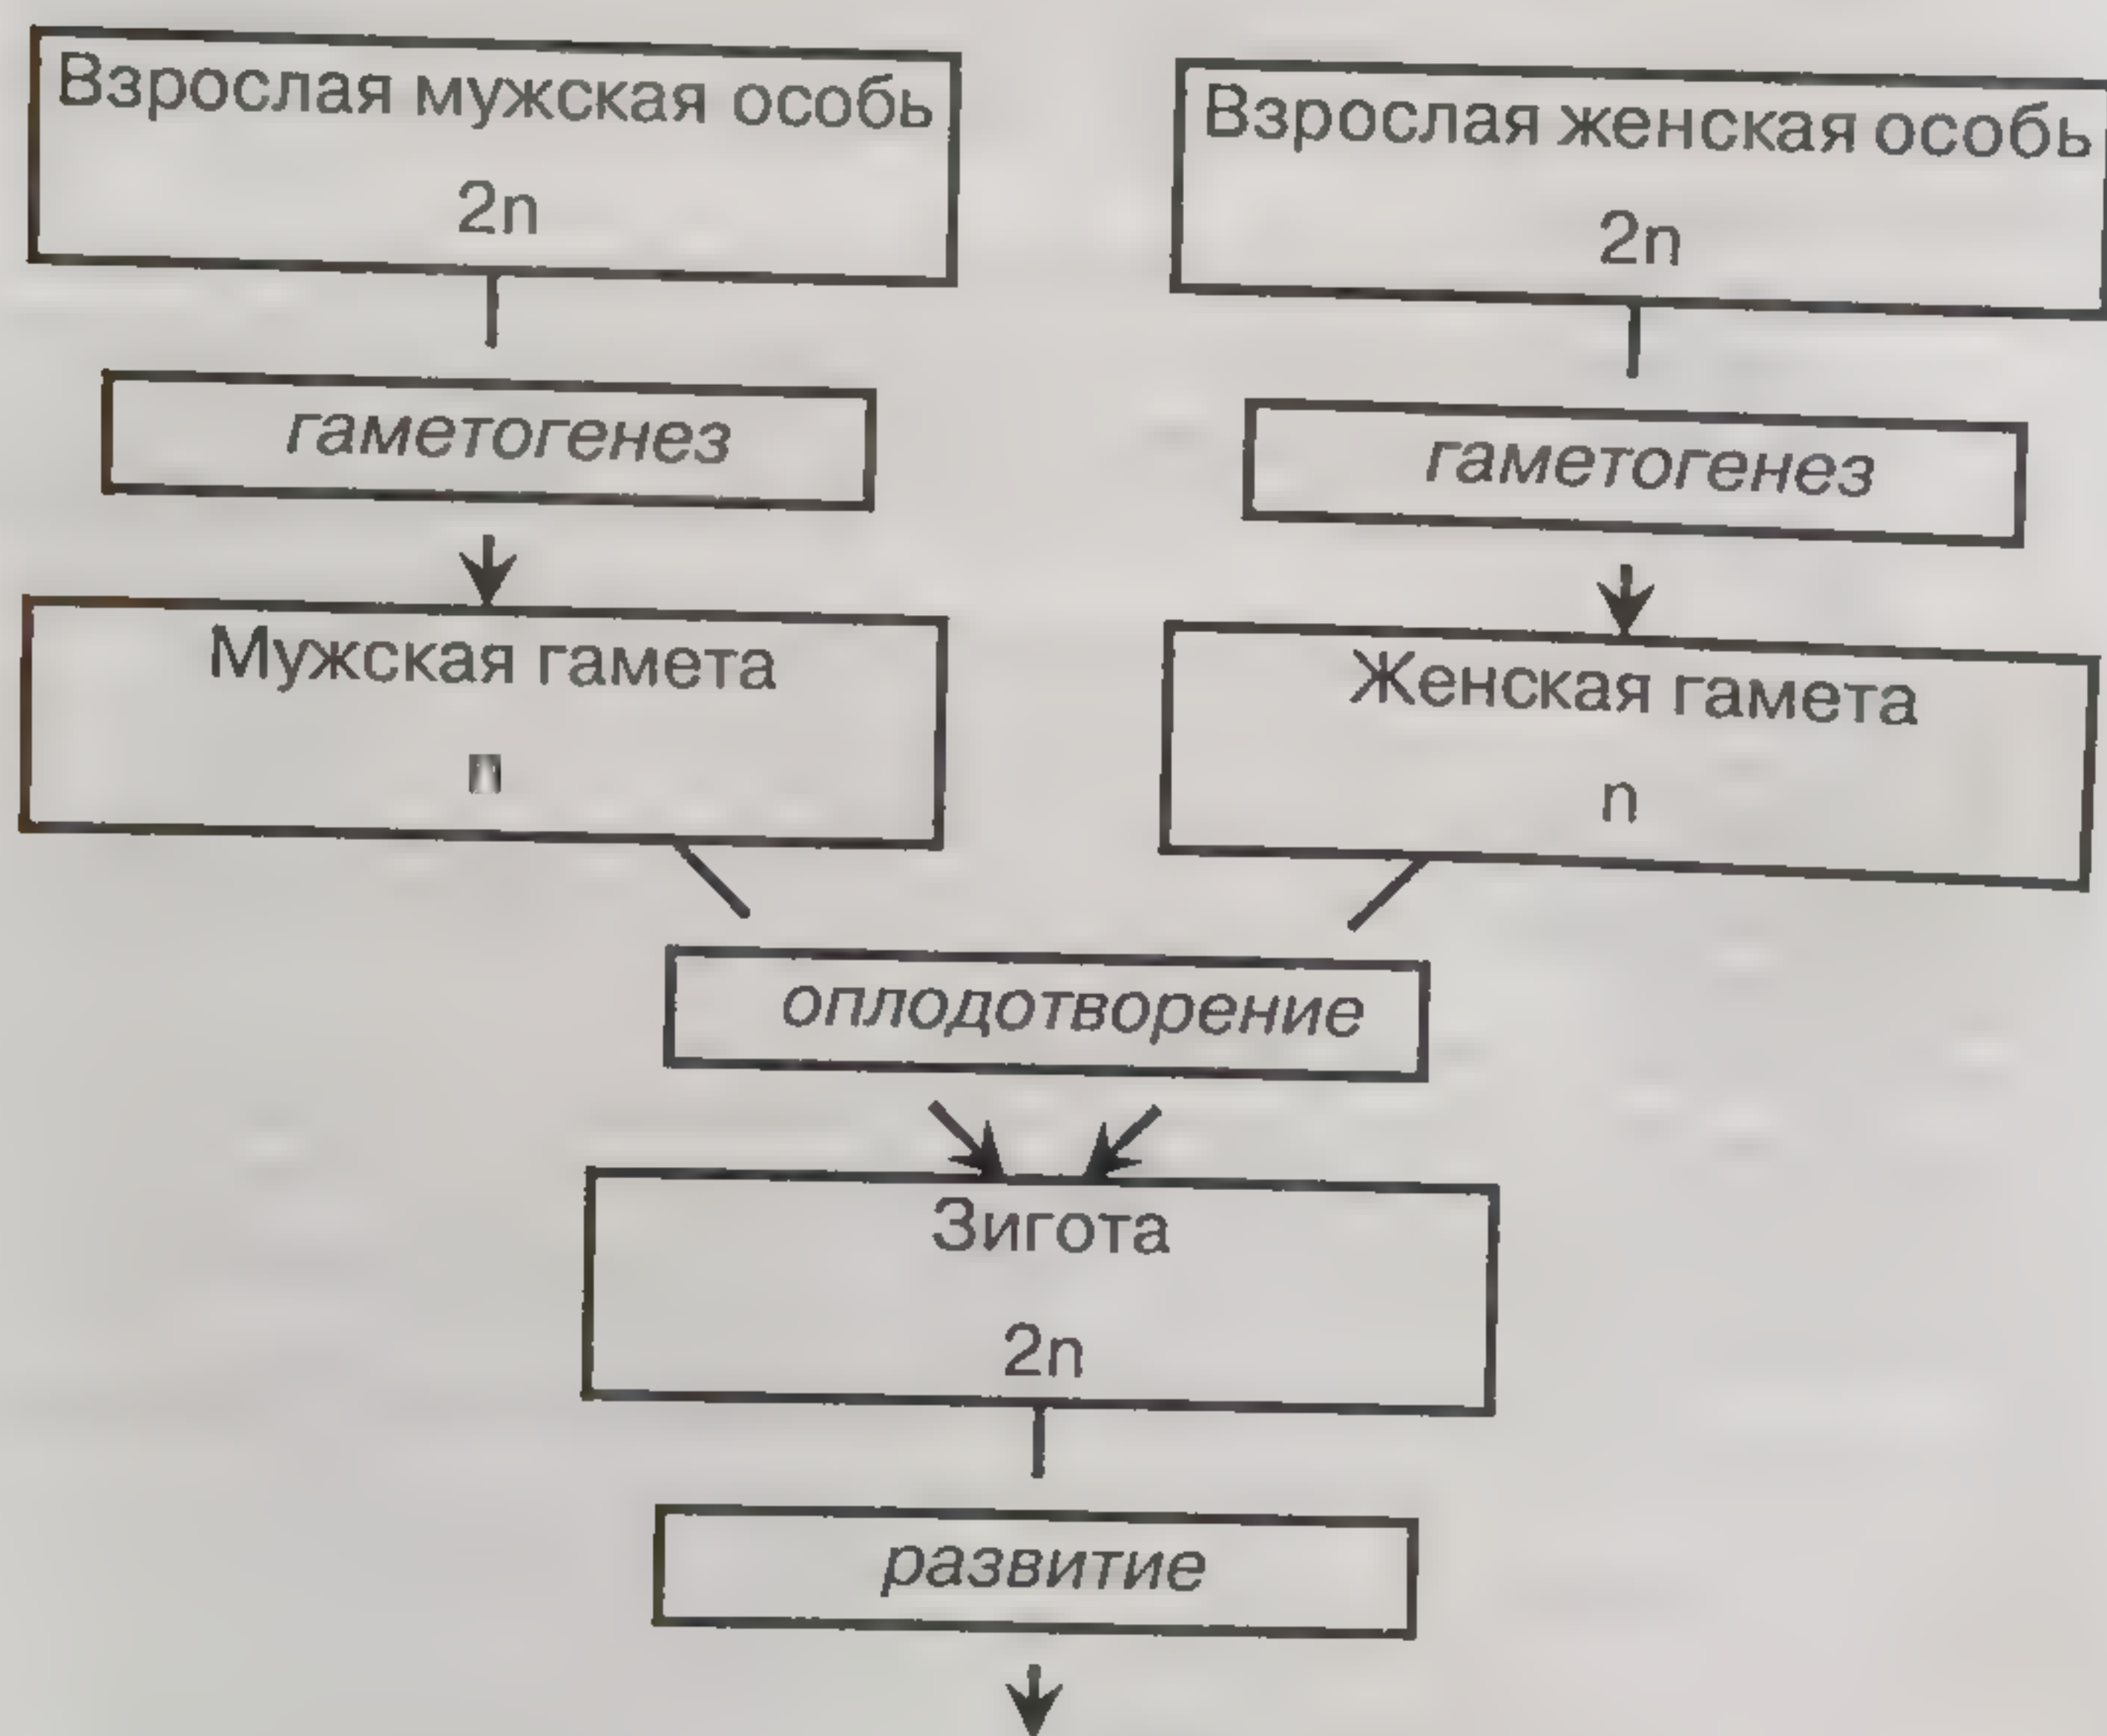 Взрослая мужская особь
2n
Взрослая женская особь
2n
гаметогенез
гаметогенез
Мужская гамета
Женская гамета
n
оплодотворение
Зигота
2n
развитие